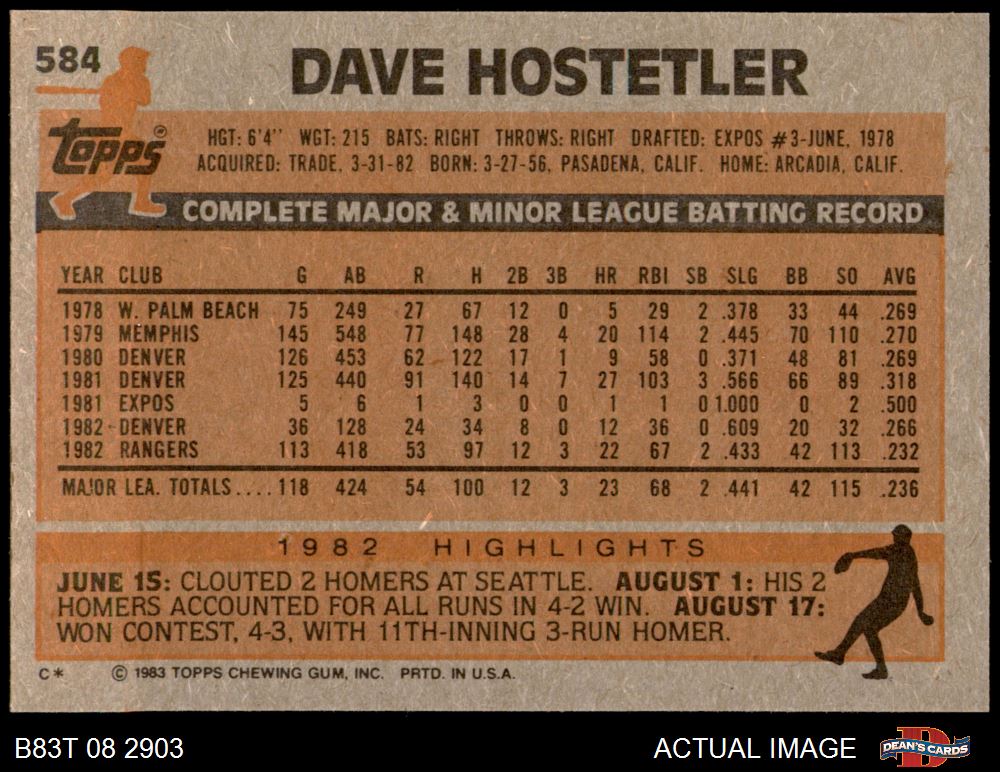 584
DAVE HOSTETLER
Topps®
HGT: 6'4'' WGT: 215 BATS: RIGHT THROWS: RIGHT DRAFTED: EXPOS #3-JUNE, 1978
ACQUIRED: TRADE, 3-31-82 BORN: 3-27-56, PASADENA, CALIF. HOME: ARCADIA, CALIF.
COMPLETE MAJOR & MINOR LEAGUE BATTING RECORD
YEAR CLUB G AB R H 2B 3B HR RBI SB SLG BB SO AVG
1978 W. PALM BEACH 75 249 27 67 12 0 5 29 2 .378 33 44 .269
1979 MEMPHIS 145 548 77 148 28 4 20 114 2 .445 70 110 .270
1980 DENVER 126 453 62 122 17 1 9 58 0 .371 48 81 .269
1981 DENVER 125 440 91 140 14 7 27 103 3 .566 66 89 .318
1981 EXPOS 5 6 1 3 0 0 1 1 0 1.000 0 2 .500
1982 DENVER 36 128 24 34 8 0 12 36 0 .609 20 32 .266
1982 RANGERS 113 418 53 97 12 3 22 67 2 .433 42 113 .232
MAJOR LEA. TOTALS.... 118 424 54 100 12 3 23 68 2 .441 42 115 .236
1982 HIGHLIGHTS
JUNE 15: CLOUTED 2 HOMERS AT SEATTLE. AUGUST 1: HIS 2
HOMERS ACCOUNTED FOR ALL RUNS IN 4-2 WIN. AUGUST 17:
WON CONTEST, 4-3, WITH 11TH-INNING 3-RUN HOMER.
C* © 1983 TOPPS CHEWING GUM, INC. PRTD. IN U.S.A.
B83T 08 2903 ACTUAL IMAGE D DEAN'S CARDS